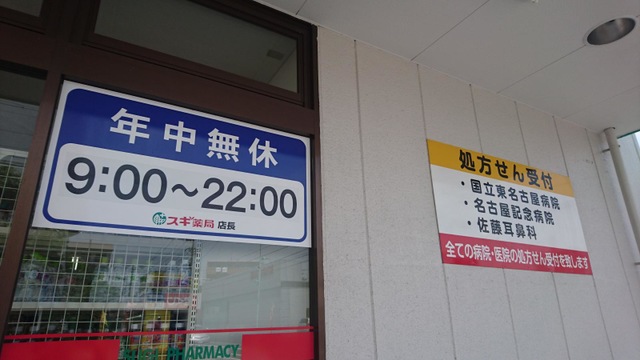 年中無休
9:00～22:00
スギ薬局 店長
処方せん受付
・国立東名古屋病院
・名古屋記念病院
・佐藤耳鼻科
全ての病院・医院の処方せん受付を致します
PHARMACY